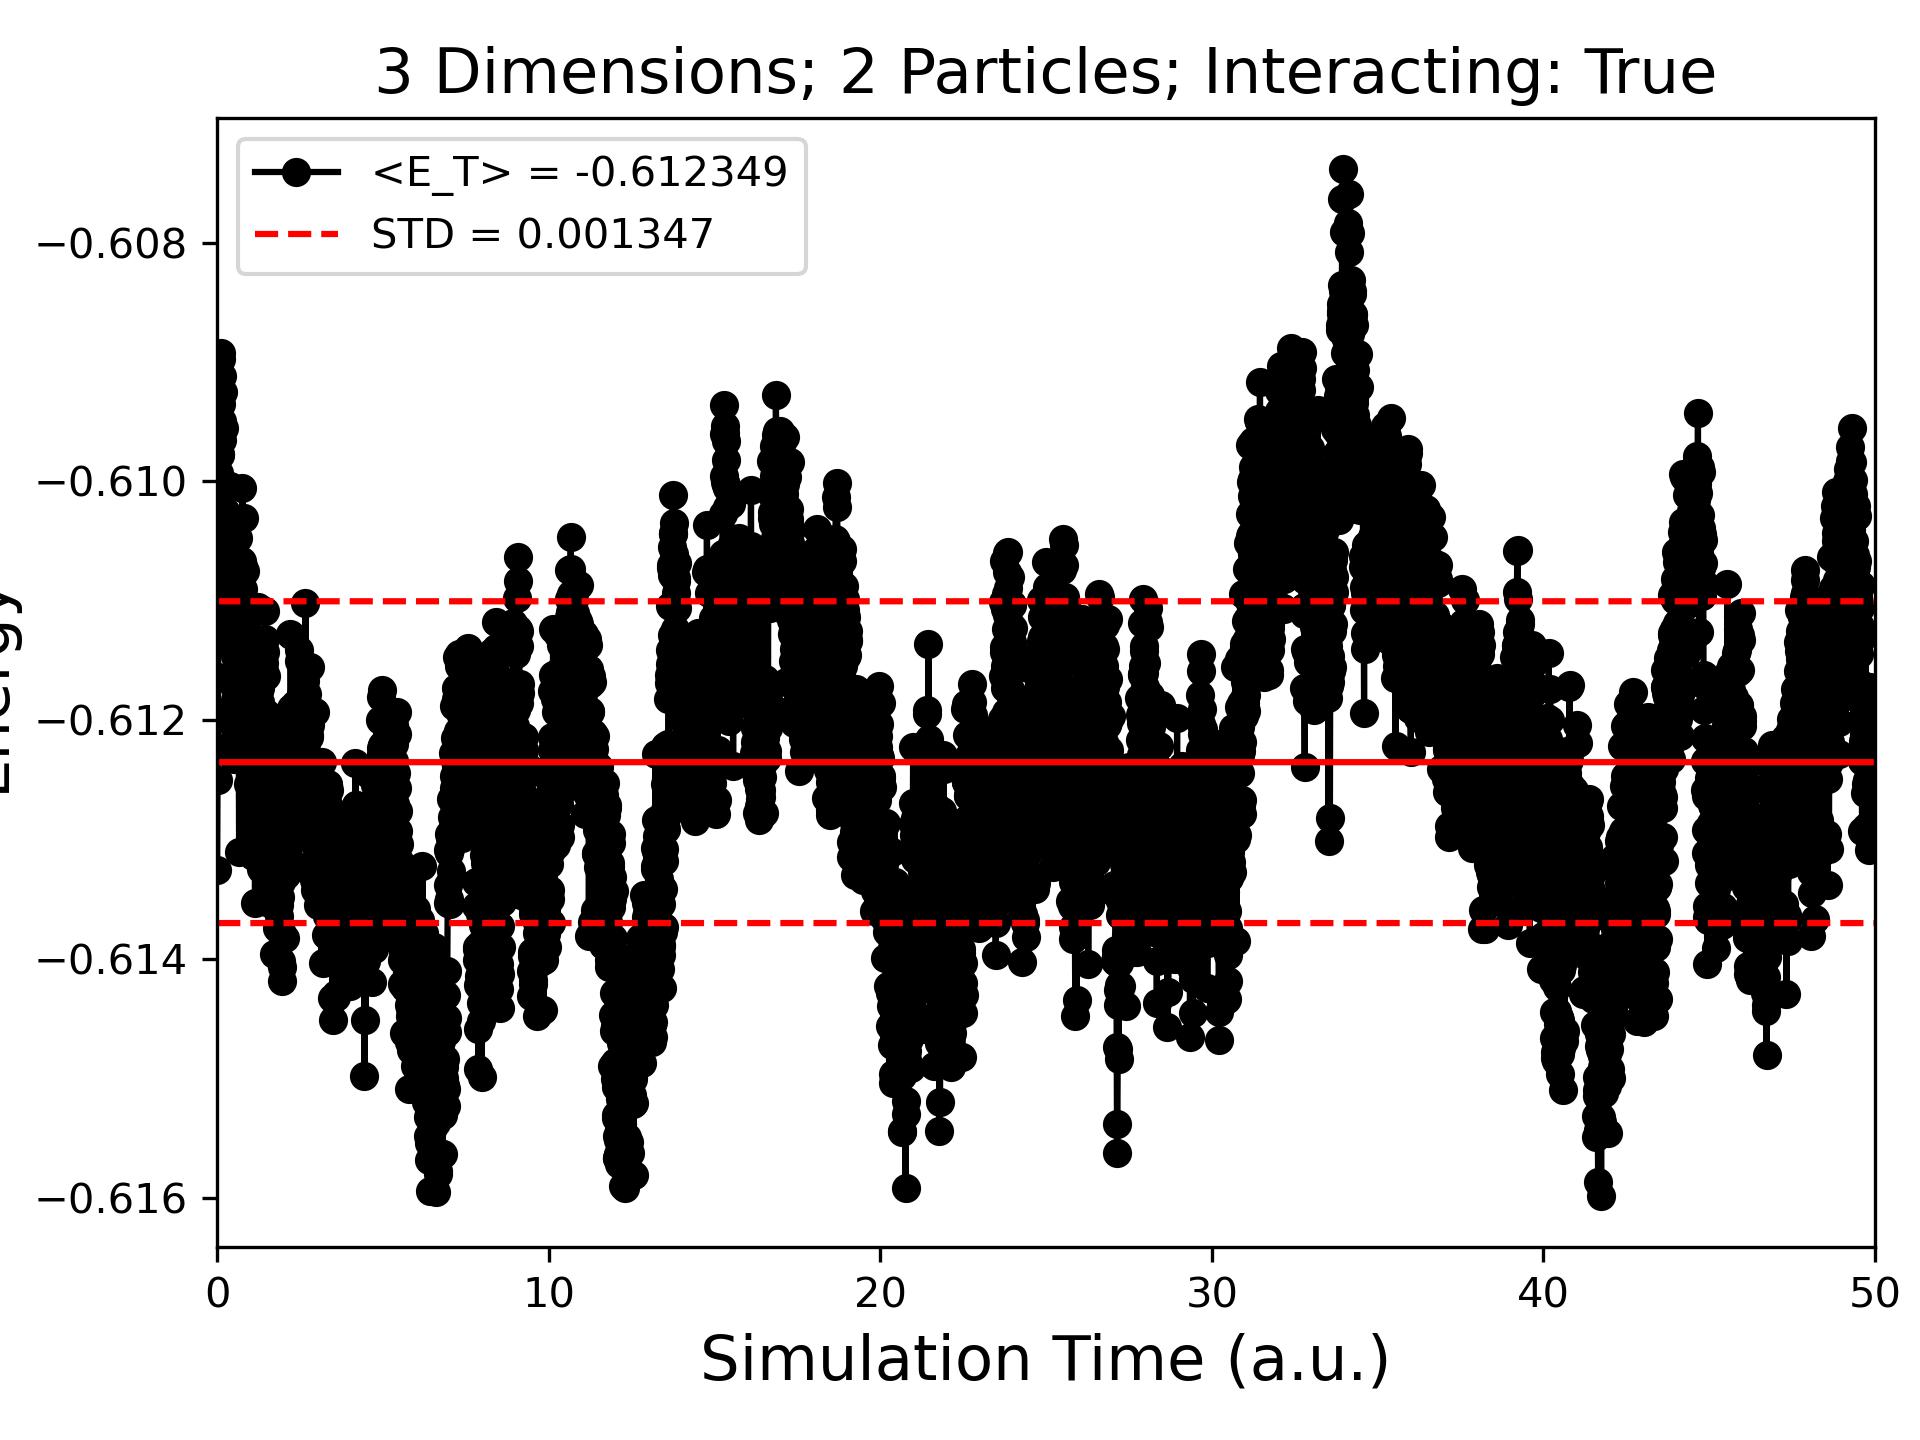 3 Dimensions; 2 Particles; Interacting: True
<E_T> = -0.612349
STD = 0.001347
Energy
−0.608
−0.610
−0.612
−0.614
−0.616
0 10 20 30 40 50
Simulation Time (a.u.)